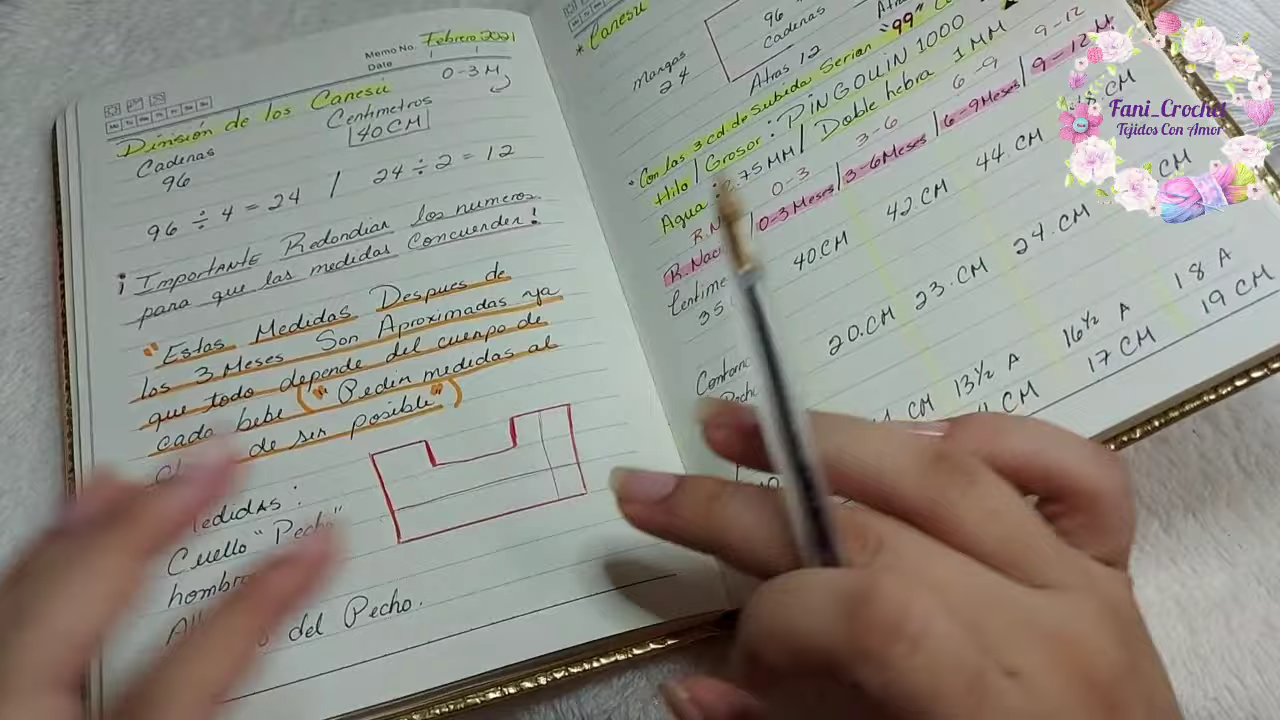 Memo No. Febrero 2021
Date 1
0-3 M
División de los Canesú
Cadenas
96
Centimetros
40 CM
96 ÷ 4 = 24 / 24 ÷ 2 = 12
¡ IMPORTANTE Redondiar los numeros
para que las medidas Concuerden!
"Estas Medidas Despues de
los 3 Meses Son Aproximadas ya
que todo depende del cuerpo de
cada bebe ("Pedir medidas al
de ser posible")
Cuello "Pecho"
del Pecho.
* Canesú
Mangas
24
96
Cadenas
Atras 12
• Con las 3 cd. de Subida Serian "99"
Hilo / Grosor: PINGOUIN 1000
.75 MM / Doble hebra 1 MM
0-3 3-6 6-9 9-12
0-3 Meses / 3-6 Meses / 6-9 Meses / 9-12 M.
40.CM 42.CM 44.CM CM
20.CM 23.CM 24.CM CM
13½ A 16½ A 18 A
CM CM 17 CM 19 CM
Fani_Crochet
Tejidos Con Amor